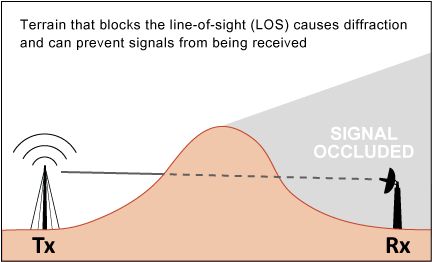 Terrain that blocks the line-of-sight (LOS) causes diffraction
and can prevent signals from being received
SIGNAL
OCCLUDED
Tx
Rx